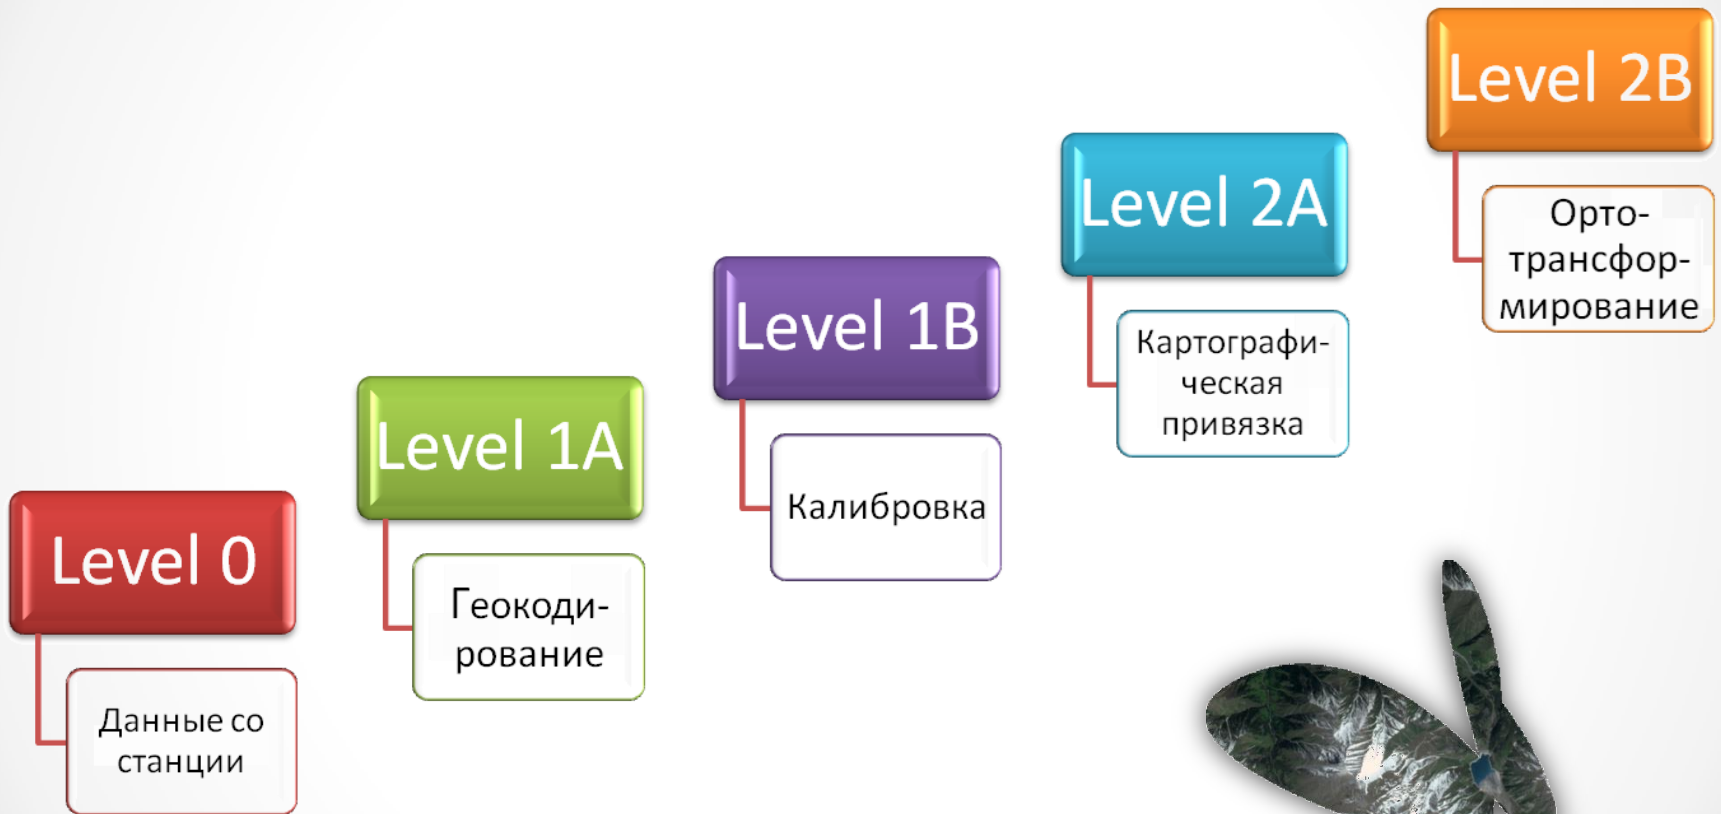 Level 0
Данные со
станции
Level 1A
Геокоди-
рование
Level 1B
Калибровка
Level 2A
Картографи-
ческая
привязка
Level 2B
Орто-
трансфор-
мирование